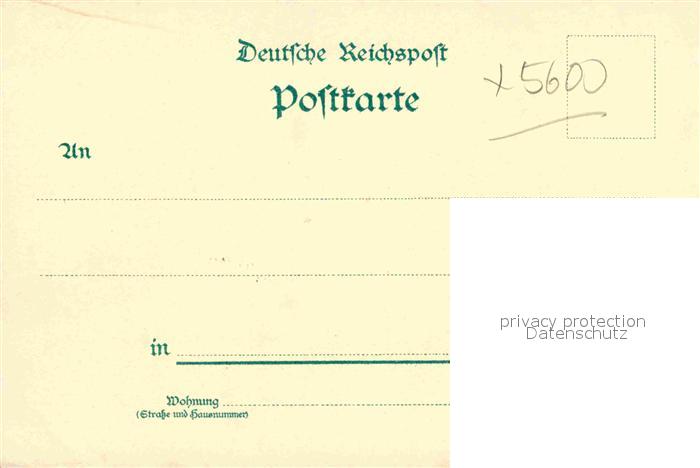 Deutsche Reichspost
Postkarte
x 5600
An
in
Wohnung
(Straße und Hausnummer)
privacy protection
Datenschutz